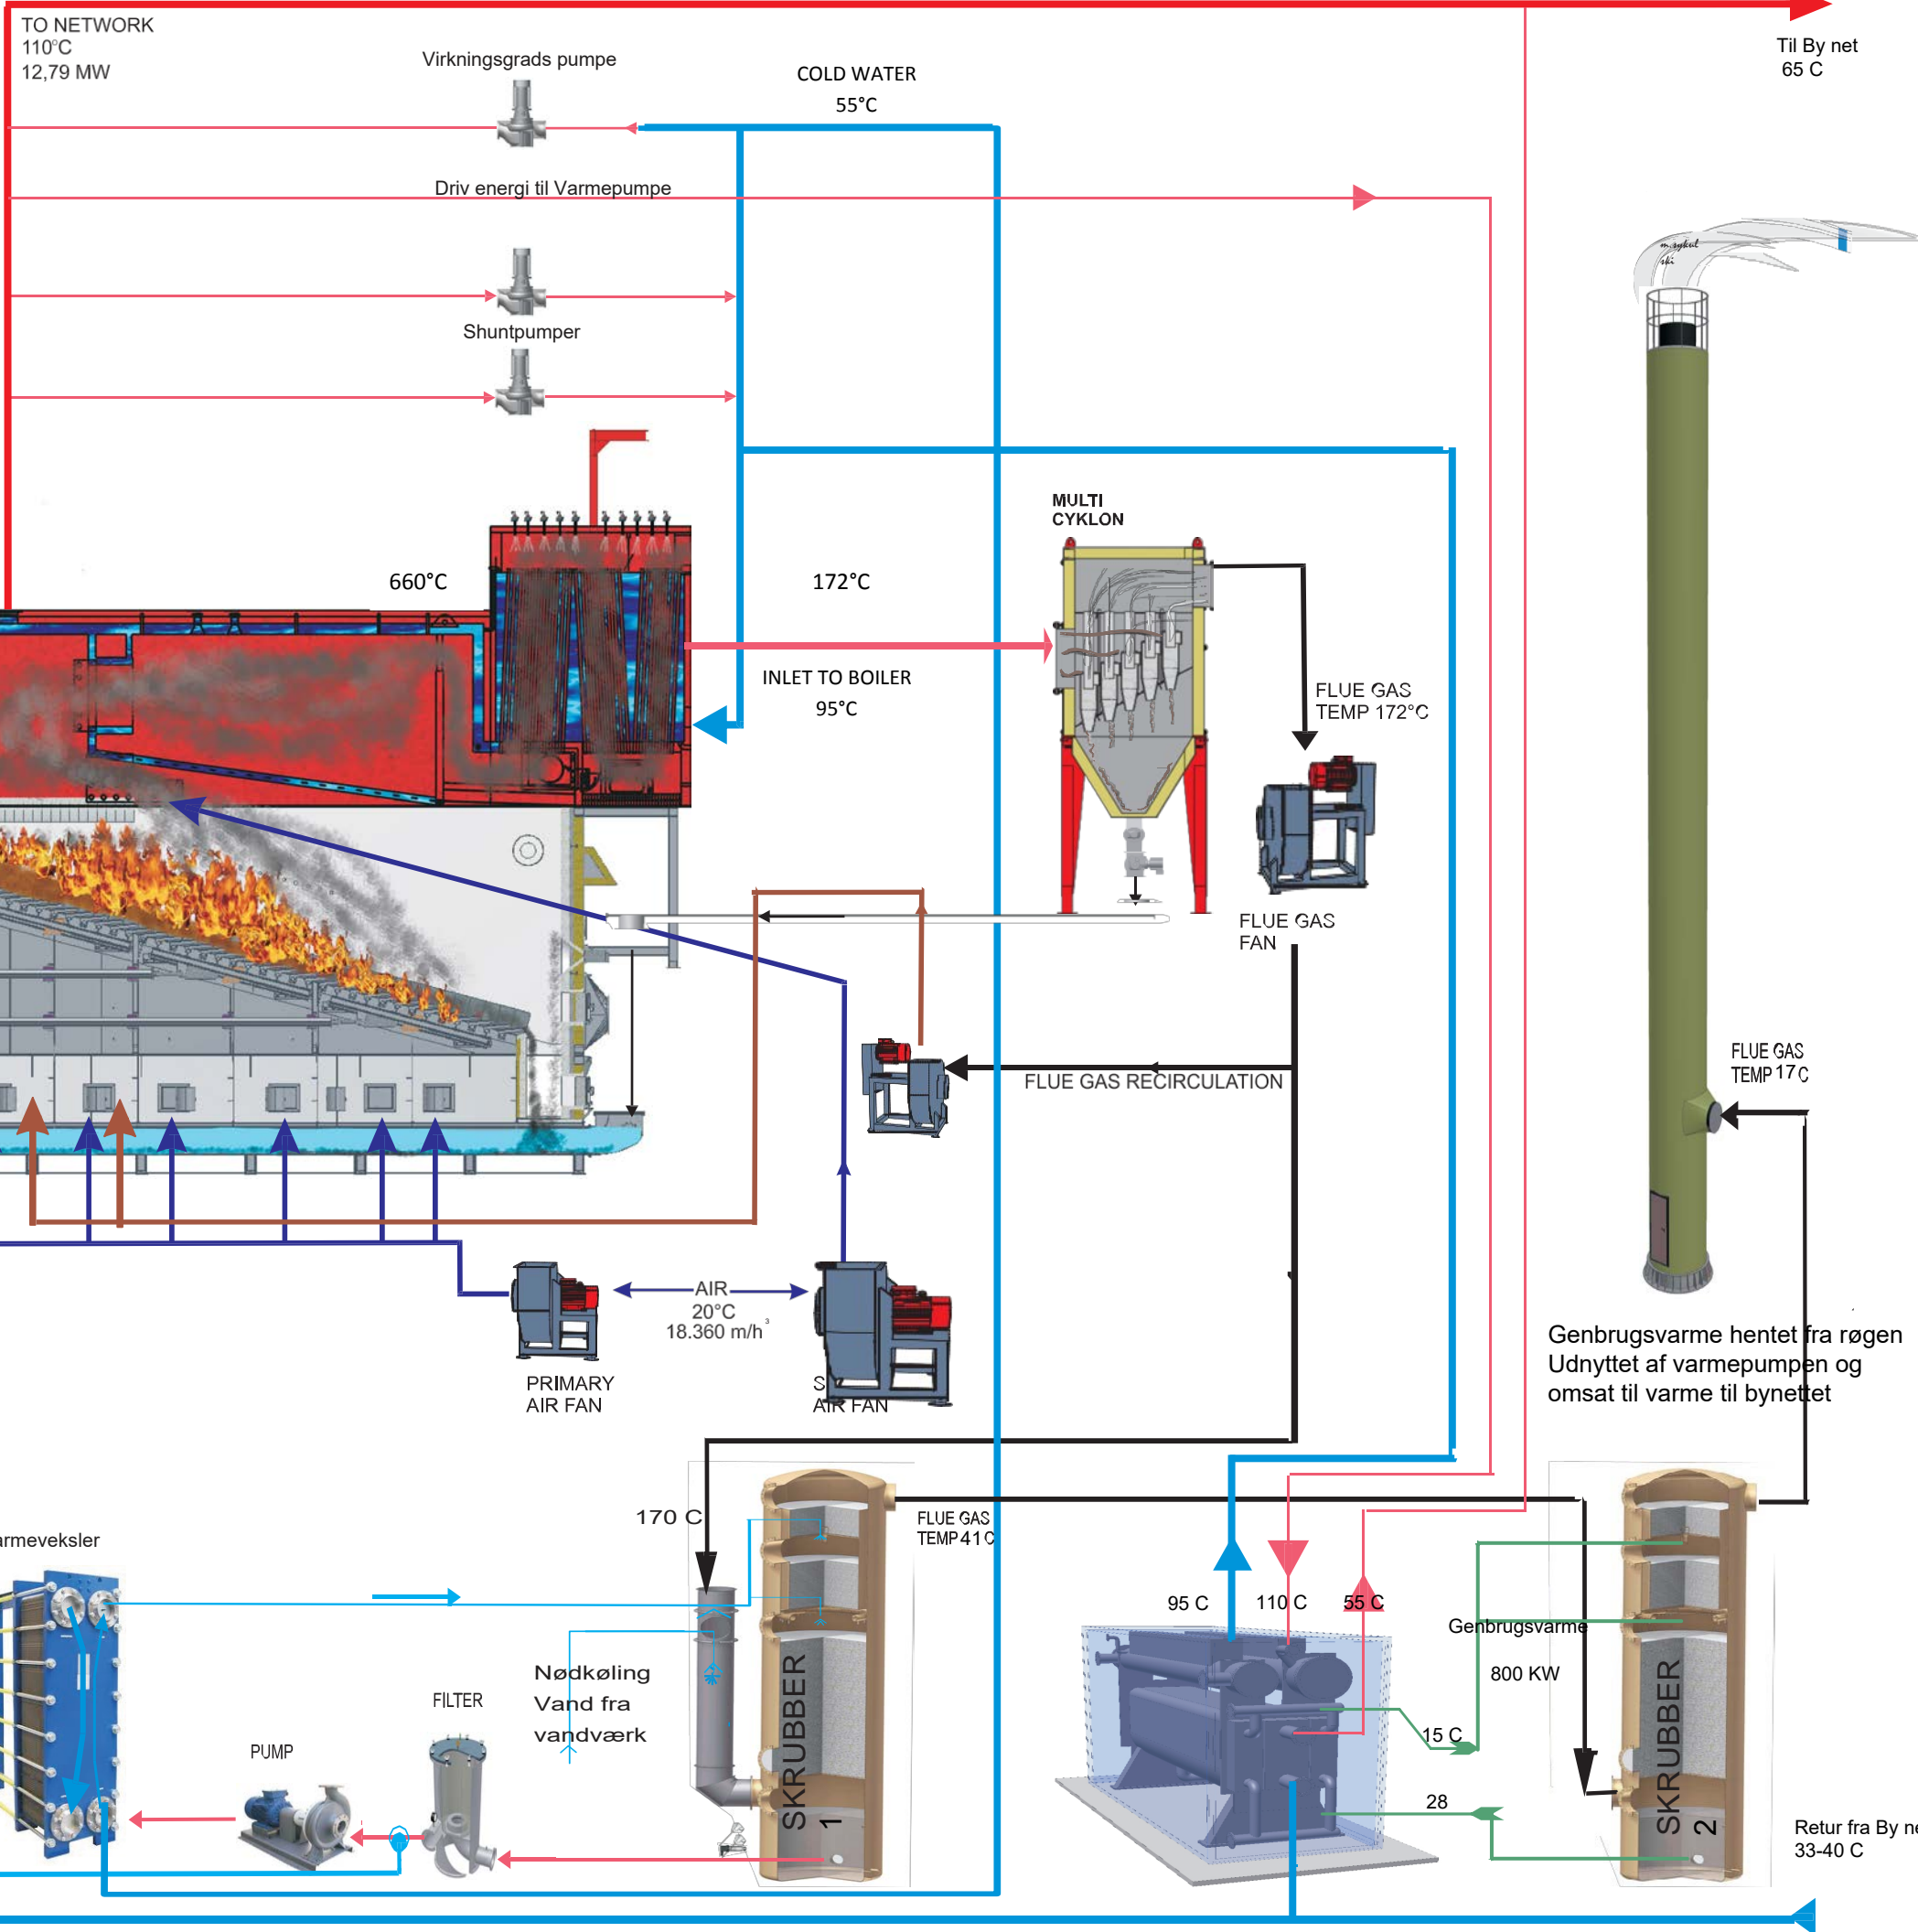 TO NETWORK
110°C
12,79 MW
Virkningsgrads pumpe
COLD WATER
55°C
Til By net
65 C
Driv energi til Varmepumpe
Shuntpumper
MULTI
CYKLON
660°C
172°C
INLET TO BOILER
95°C
FLUE GAS
TEMP 172°C
FLUE GAS
FAN
FLUE GAS RECIRCULATION
FLUE GAS
TEMP 17 C
AIR
20°C
18.360 m/h³
PRIMARY
AIR FAN
S
AIR FAN
Genbrugsvarme hentet fra røgen
Udnyttet af varmepumpen og
omsat til varme til bynettet
170 C
FLUE GAS
TEMP 41 C
armeveksler
95 C
110 C
55 C
Genbrugsvarme
800 KW
Nødkøling
Vand fra
vandværk
FILTER
PUMP
SKRUBBER
1
15 C
28
SKRUBBER
2
Retur fra By ne
33-40 C